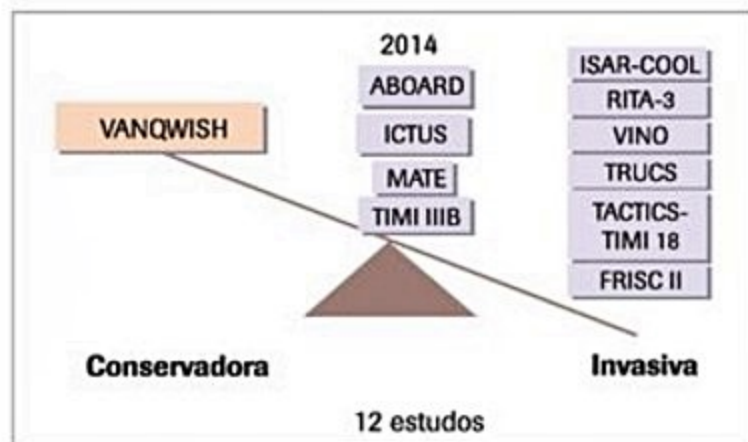 2014
ABOARD
ICTUS
MATE
TIMI IIIB
VANQWISH
ISAR-COOL
RITA-3
VINO
TRUCS
TACTICS-
TIMI 18
FRISC II
Conservadora
Invasiva
12 estudos